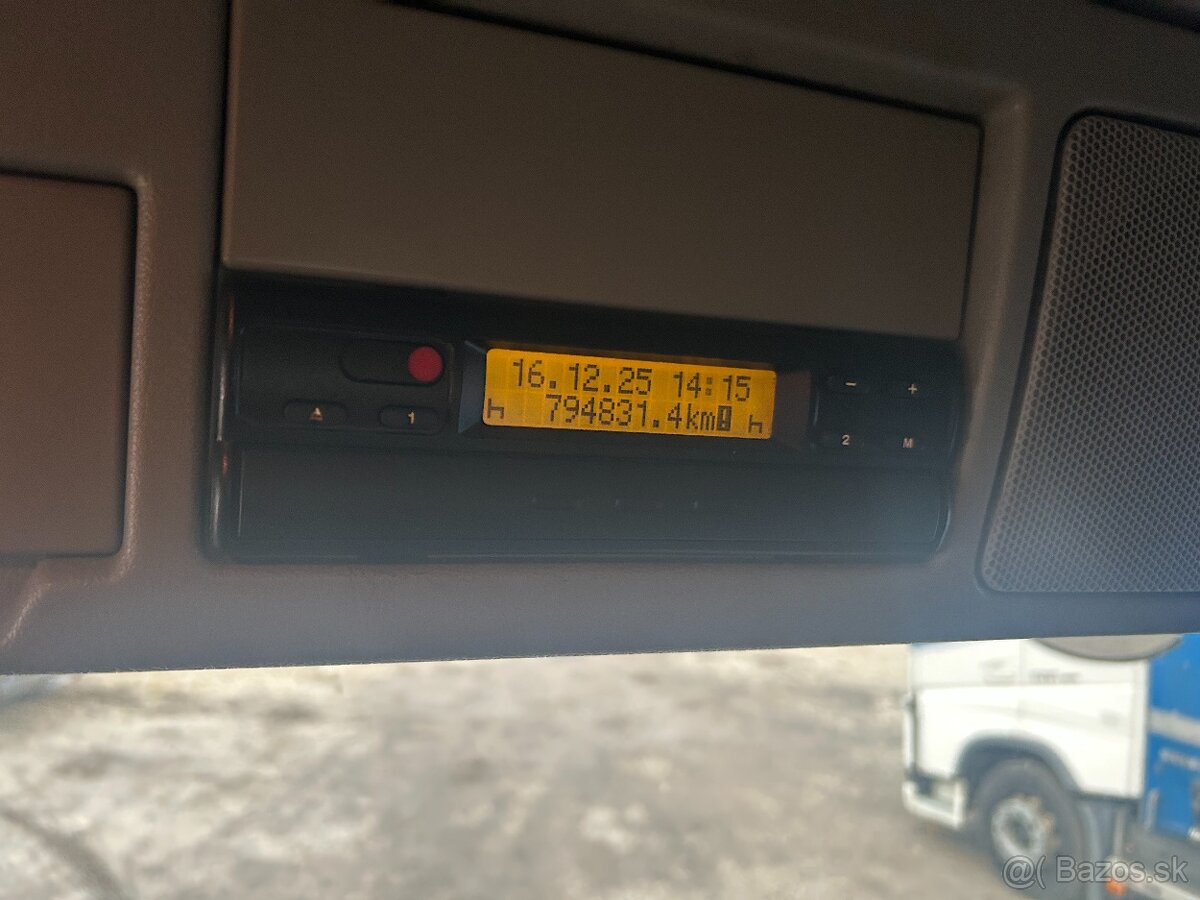 16.12.25 14:15
794831.4km!
1
- +
2 M
@( Bazos.sk